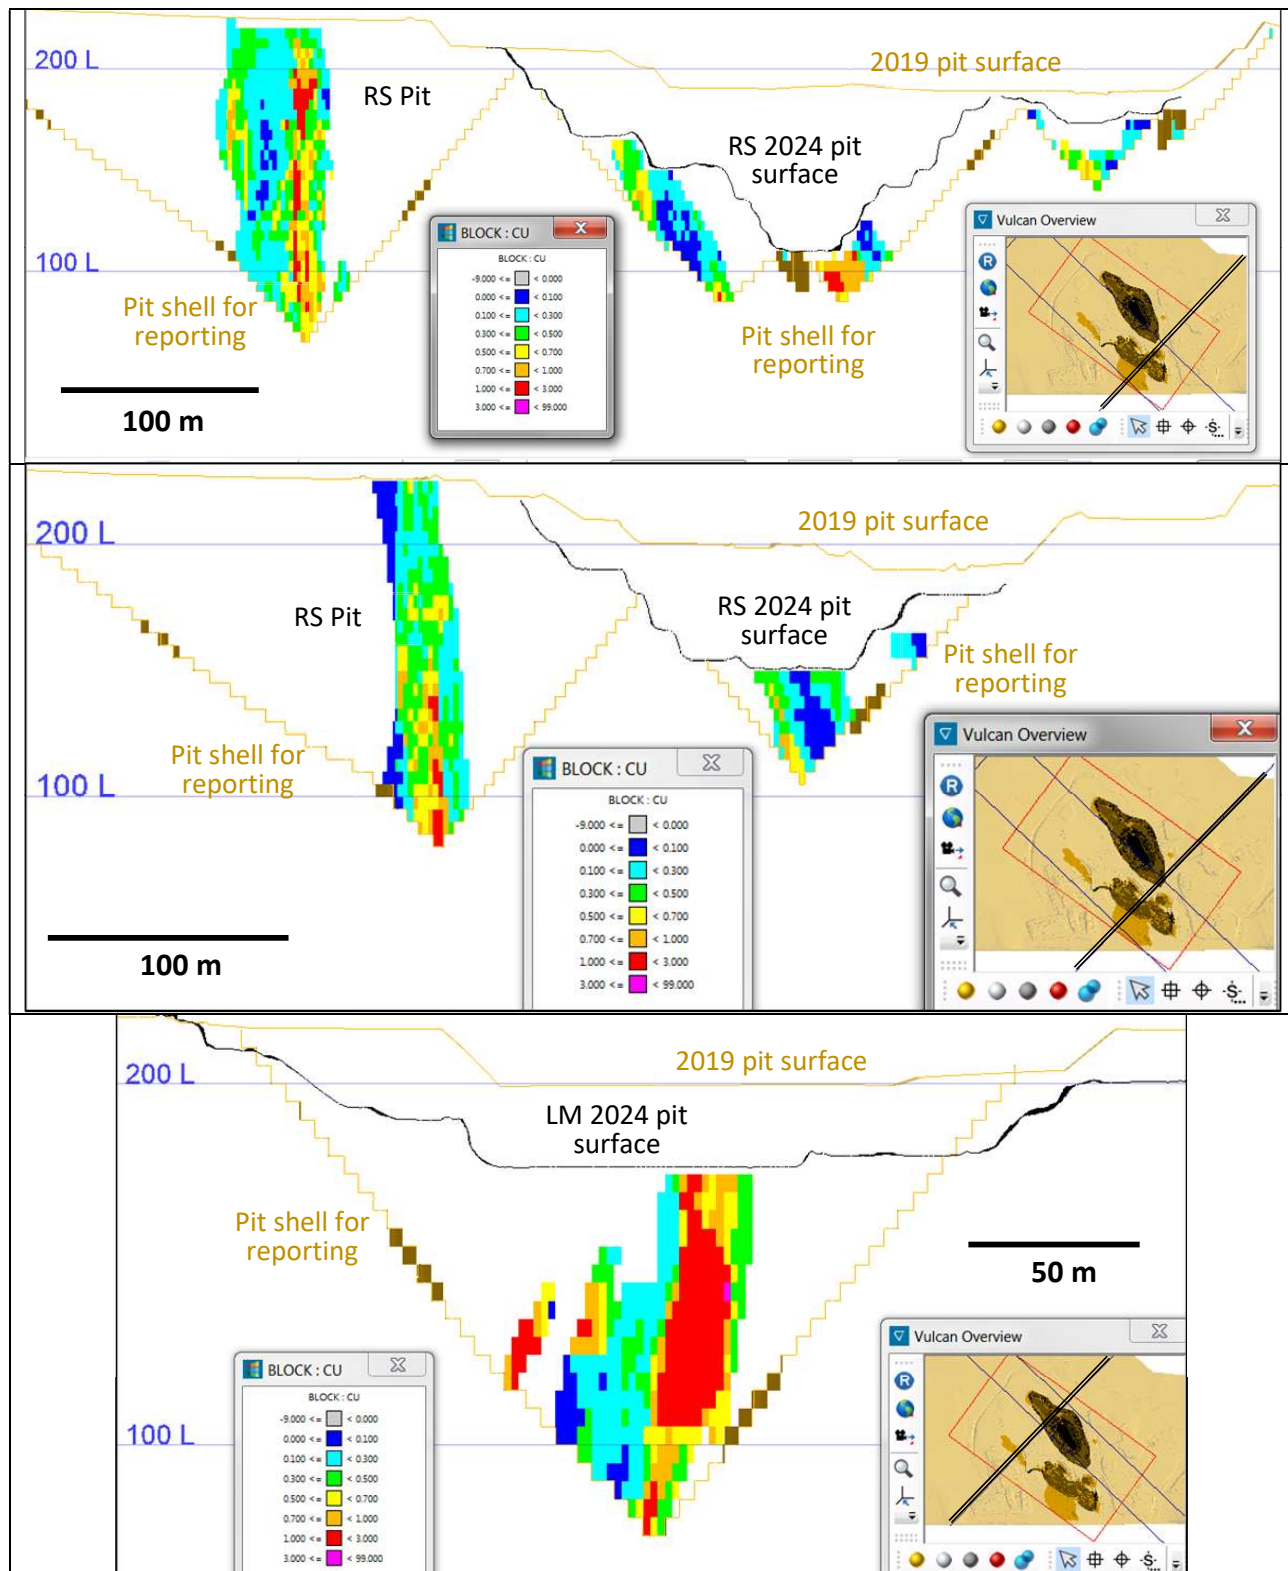 200 L
RS Pit
2019 pit surface
RS 2024 pit
surface
100 L
Pit shell for
reporting
Pit shell for
reporting
100 m
BLOCK : CU
BLOCK : CU
-9.000 <= < 0.000
0.000 <= < 0.100
0.100 <= < 0.300
0.300 <= < 0.500
0.500 <= < 0.700
0.700 <= < 1.000
1.000 <= < 3.000
3.000 <= < 99.000
Vulcan Overview
R
S
200 L
RS Pit
2019 pit surface
RS 2024 pit
surface
Pit shell for
reporting
Pit shell for
reporting
100 L
100 m
BLOCK : CU
BLOCK : CU
-9.000 <= < 0.000
0.000 <= < 0.100
0.100 <= < 0.300
0.300 <= < 0.500
0.500 <= < 0.700
0.700 <= < 1.000
1.000 <= < 3.000
3.000 <= < 99.000
Vulcan Overview
R
S
200 L
2019 pit surface
LM 2024 pit
surface
Pit shell for
reporting
50 m
100 L
BLOCK : CU
BLOCK : CU
-9.000 <= < 0.000
0.000 <= < 0.100
0.100 <= < 0.300
0.300 <= < 0.500
0.500 <= < 0.700
0.700 <= < 1.000
1.000 <= < 3.000
3.000 <= < 99.000
Vulcan Overview
R
S